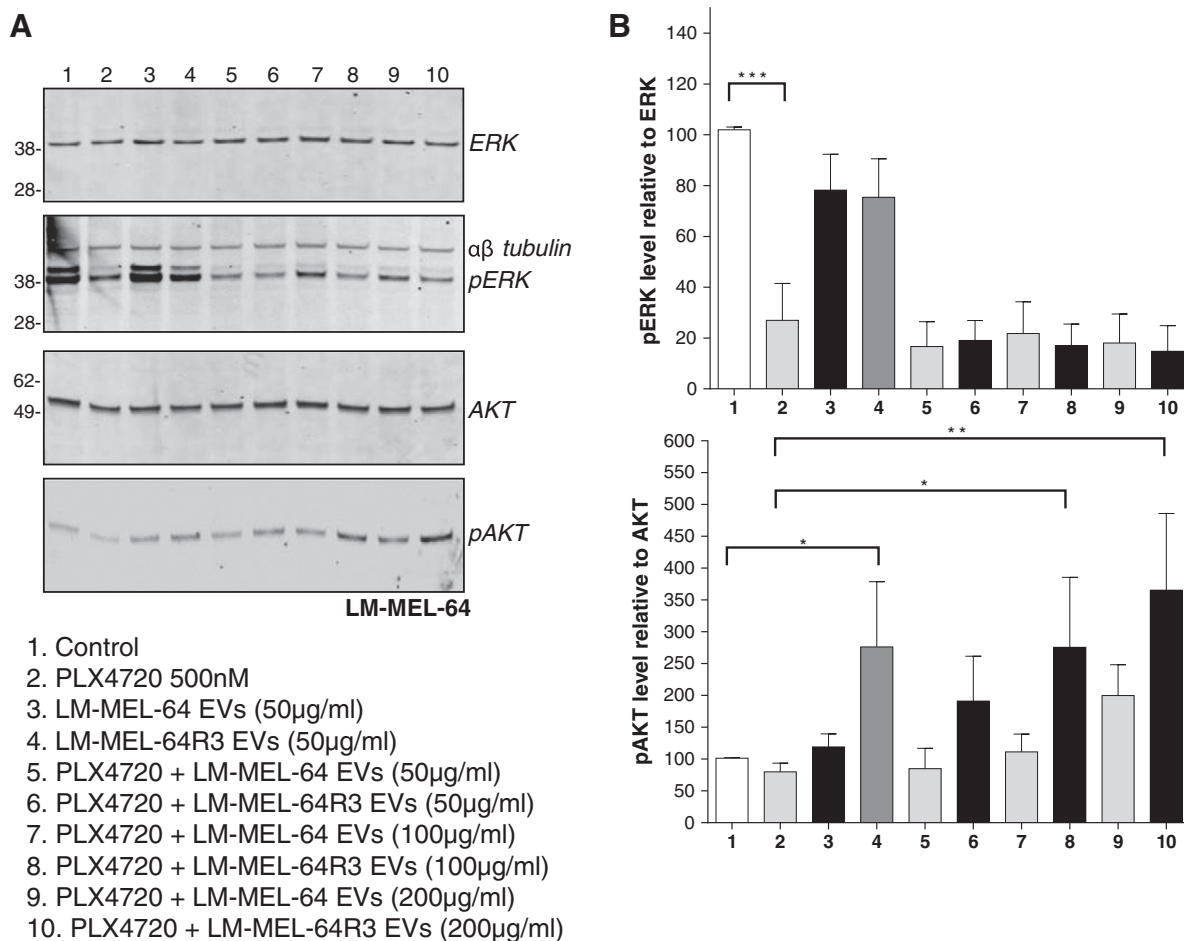 A
1 2 3 4 5 6 7 8 9 10
38-
ERK
28-
αβ tubulin
38-
pERK
28-
62-
49-
AKT
pAKT
LM-MEL-64
1. Control
2. PLX4720 500nM
3. LM-MEL-64 EVs (50µg/ml)
4. LM-MEL-64R3 EVs (50µg/ml)
5. PLX4720 + LM-MEL-64 EVs (50µg/ml)
6. PLX4720 + LM-MEL-64R3 EVs (50µg/ml)
7. PLX4720 + LM-MEL-64 EVs (100µg/ml)
8. PLX4720 + LM-MEL-64R3 EVs (100µg/ml)
9. PLX4720 + LM-MEL-64 EVs (200µg/ml)
10. PLX4720 + LM-MEL-64R3 EVs (200µg/ml)
B
pERK level relative to ERK
140
120
100
80
60
40
20
0
***
1 2 3 4 5 6 7 8 9 10
pAKT level relative to AKT
600
550
500
450
400
350
300
250
200
150
100
50
0
**
*
*
1 2 3 4 5 6 7 8 9 10